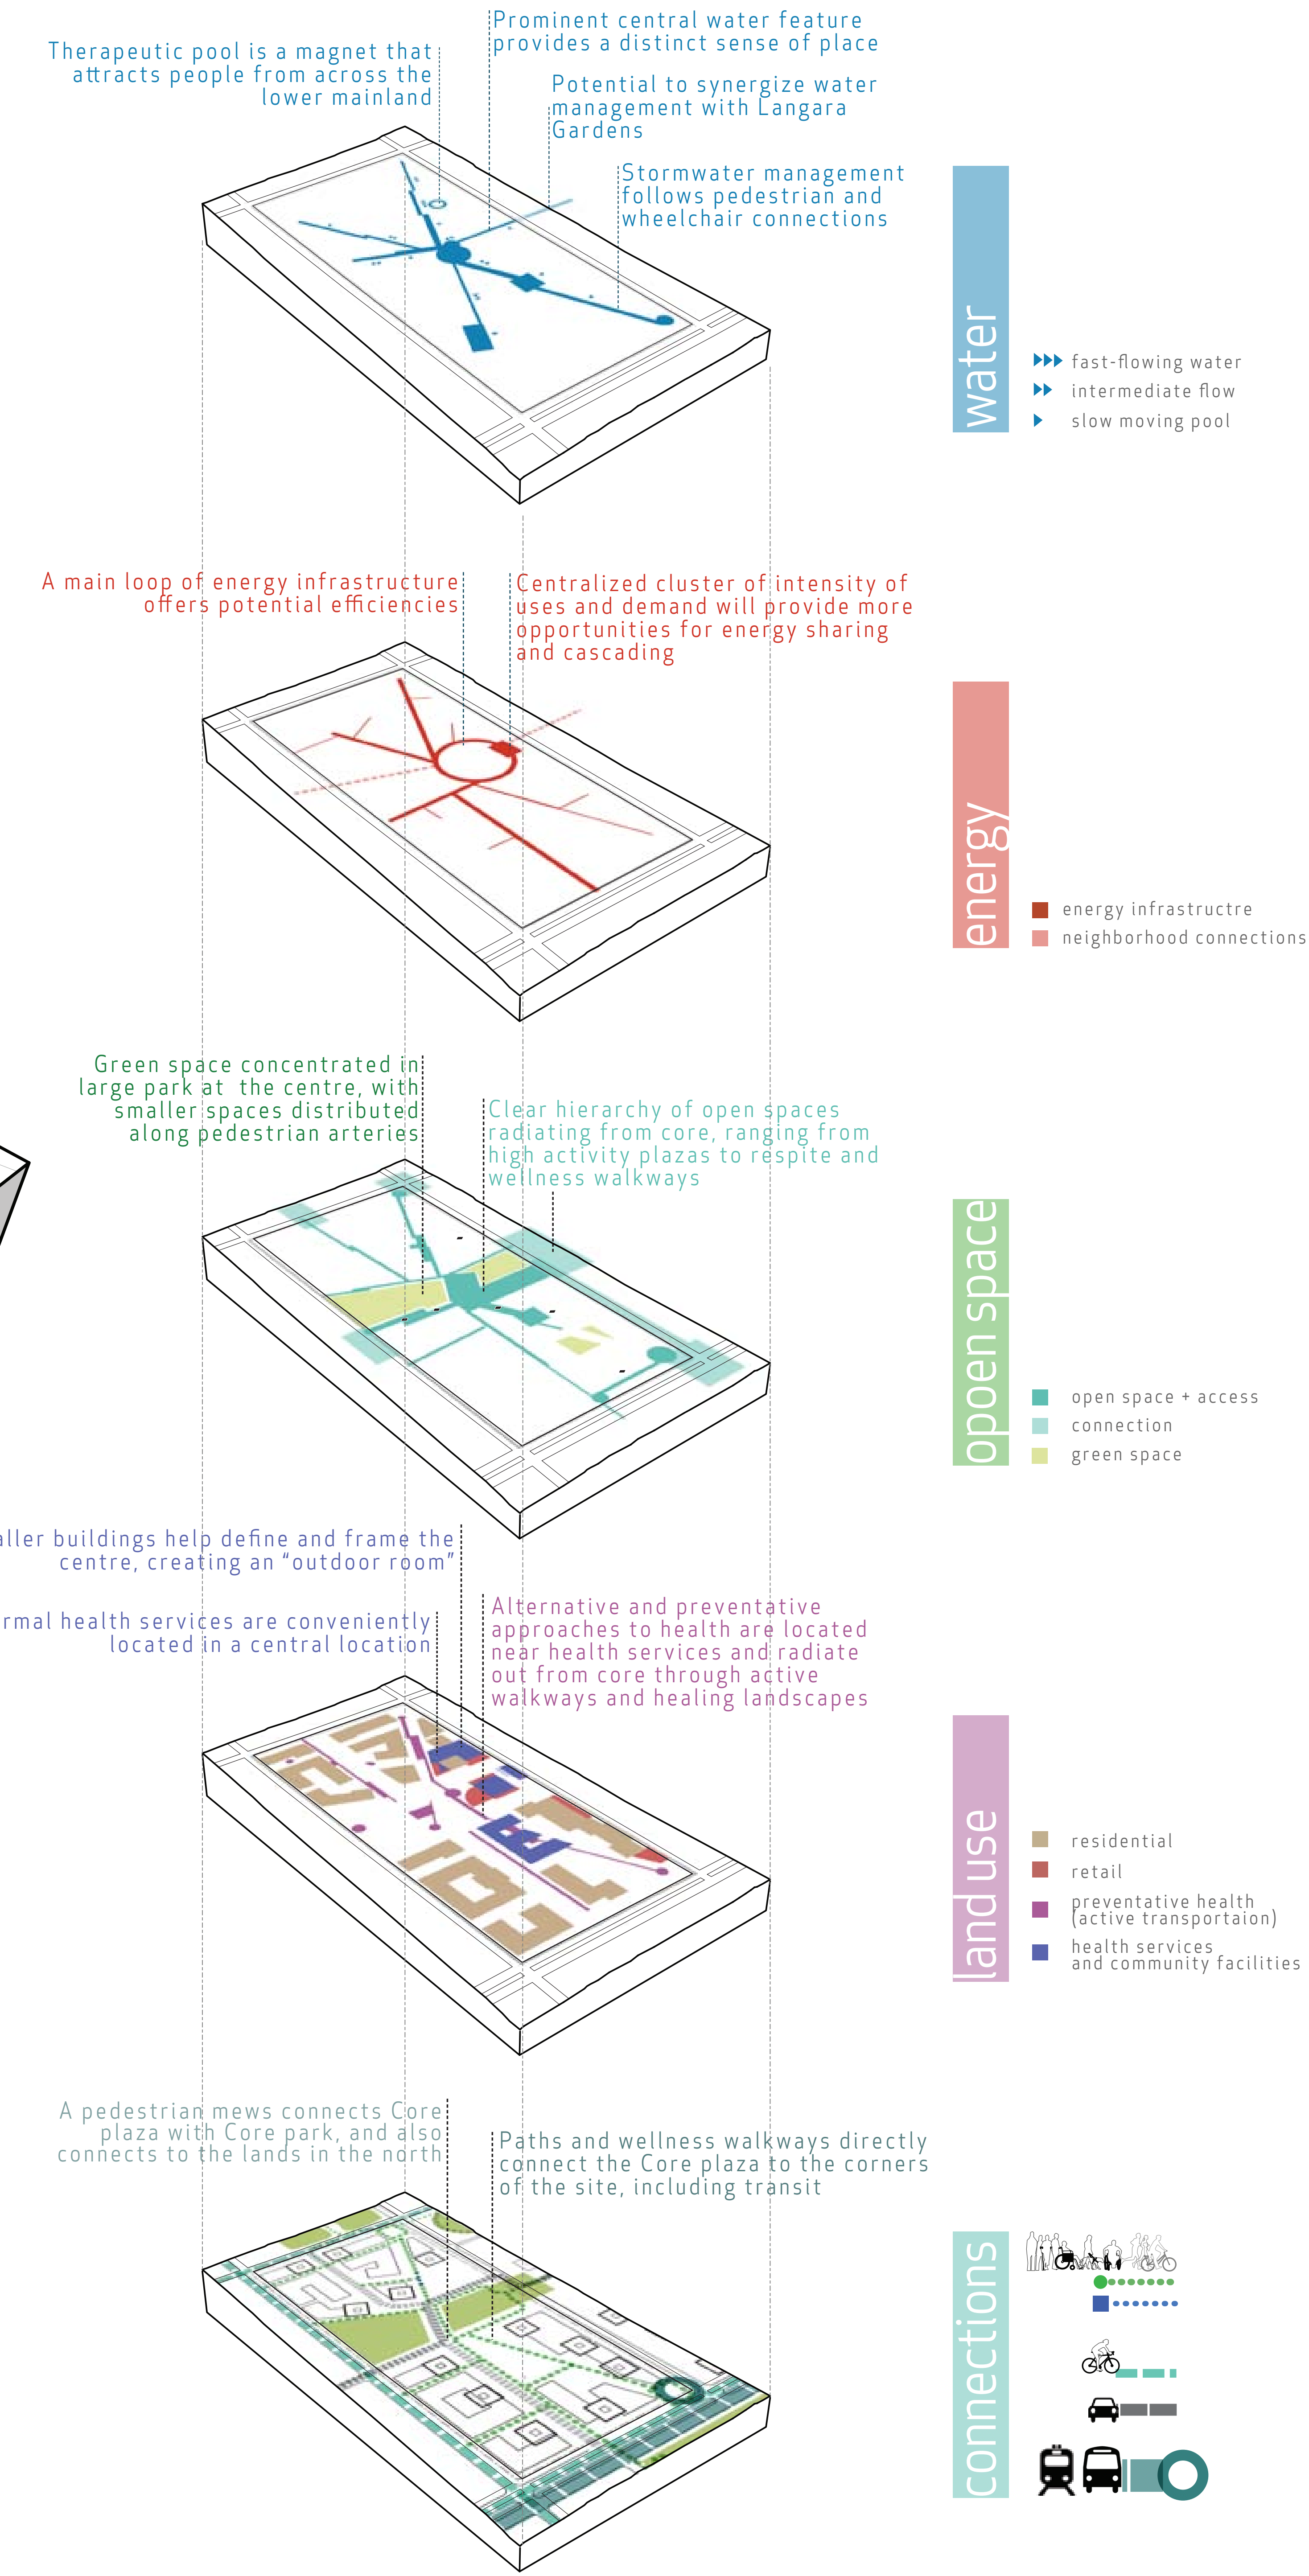 Prominent central water feature
provides a distinct sense of place
Therapeutic pool is a magnet that
attracts people from across the
lower mainland
Potential to synergize water
management with Langara
Gardens
Stormwater management
follows pedestrian and
wheelchair connections
water
fast-flowing water
intermediate flow
slow moving pool
A main loop of energy infrastructure
offers potential efficiencies
Centralized cluster of intensity of
uses and demand will provide more
opportunities for energy sharing
and cascading
energy
energy infrastructre
neighborhood connections
Green space concentrated in
large park at the centre, with
smaller spaces distributed
along pedestrian arteries
Clear hierarchy of open spaces
radiating from core, ranging from
high activity plazas to respite and
wellness walkways
opoen space
open space + access
connection
green space
aller buildings help define and frame the
centre, creating an “outdoor room”
rmal health services are conveniently
located in a central location
Alternative and preventative
approaches to health are located
near health services and radiate
out from core through active
walkways and healing landscapes
land use
residential
retail
preventative health
(active transportaion)
health services
and community facilities
A pedestrian mews connects Core
plaza with Core park, and also
connects to the lands in the north
Paths and wellness walkways directly
connect the Core plaza to the corners
of the site, including transit
connections